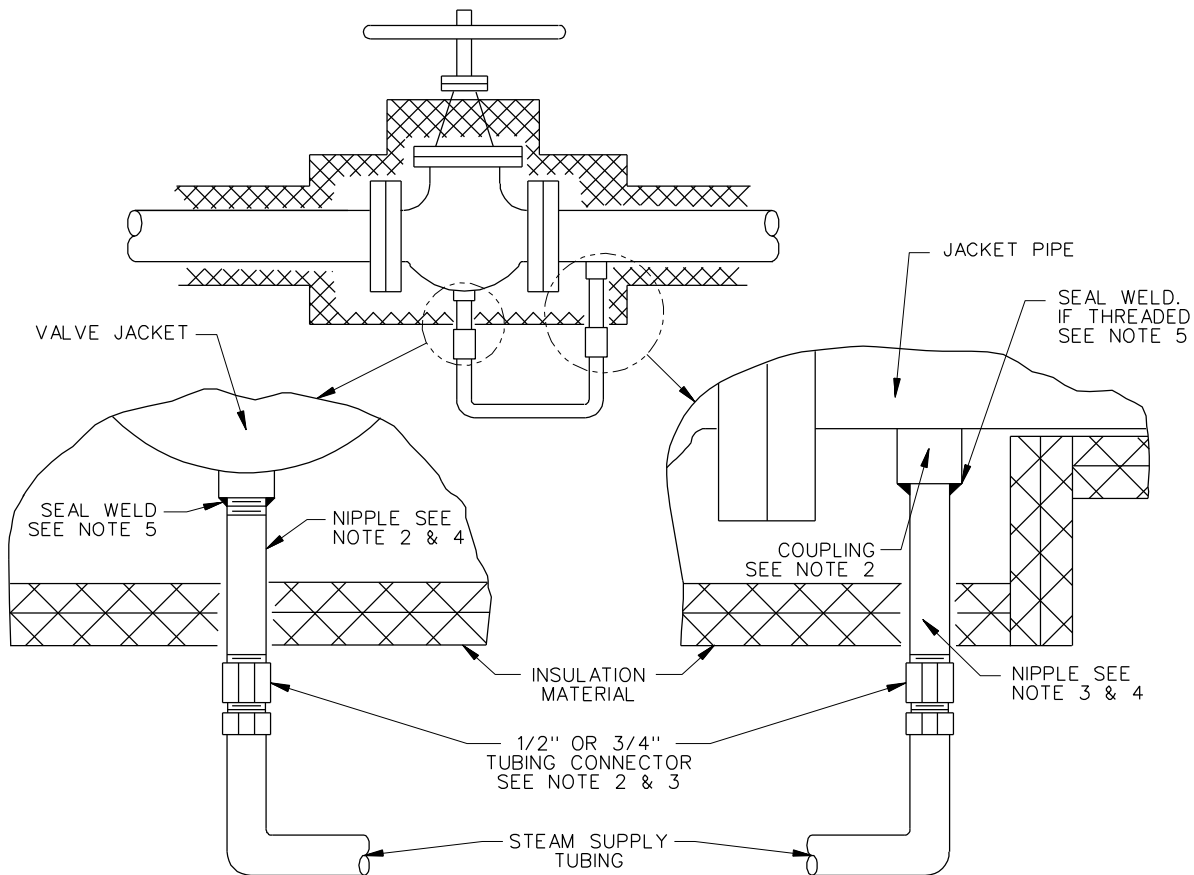 JACKET PIPE
SEAL WELD.
IF THREADED
SEE NOTE 5
VALVE JACKET
SEAL WELD
SEE NOTE 5
NIPPLE SEE
NOTE 2 & 4
COUPLING
SEE NOTE 2
INSULATION
MATERIAL
NIPPLE SEE
NOTE 3 & 4
1/2" OR 3/4"
TUBING CONNECTOR
SEE NOTE 2 & 3
STEAM SUPPLY
TUBING